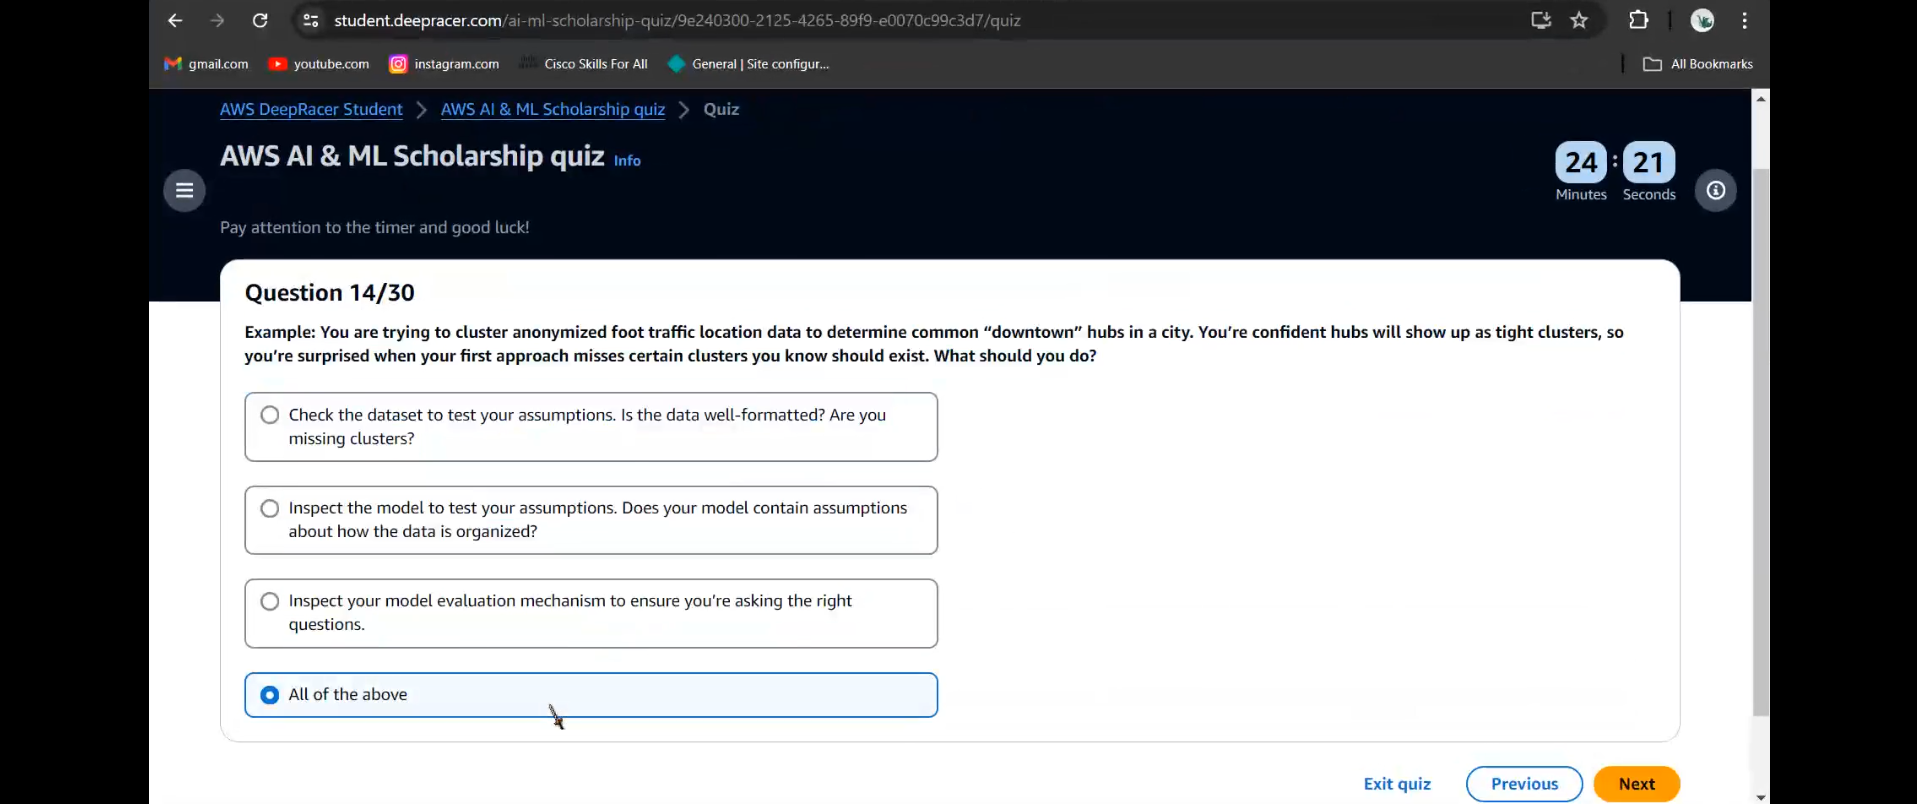 student.deepracer.com/ai-ml-scholarship-quiz/9e240300-2125-4265-89f9-e0070c99c3d7/quiz
gmail.com youtube.com instagram.com Cisco Skills For All General | Site configur... All Bookmarks
AWS DeepRacer Student AWS AI & ML Scholarship quiz Quiz
AWS AI & ML Scholarship quiz Info
24 : 21
Minutes Seconds
Pay attention to the timer and good luck!
Question 14/30
Example: You are trying to cluster anonymized foot traffic location data to determine common “downtown” hubs in a city. You’re confident hubs will show up as tight clusters, so
you’re surprised when your first approach misses certain clusters you know should exist. What should you do?
Check the dataset to test your assumptions. Is the data well-formatted? Are you
missing clusters?
Inspect the model to test your assumptions. Does your model contain assumptions
about how the data is organized?
Inspect your model evaluation mechanism to ensure you’re asking the right
questions.
All of the above
Exit quiz Previous Next